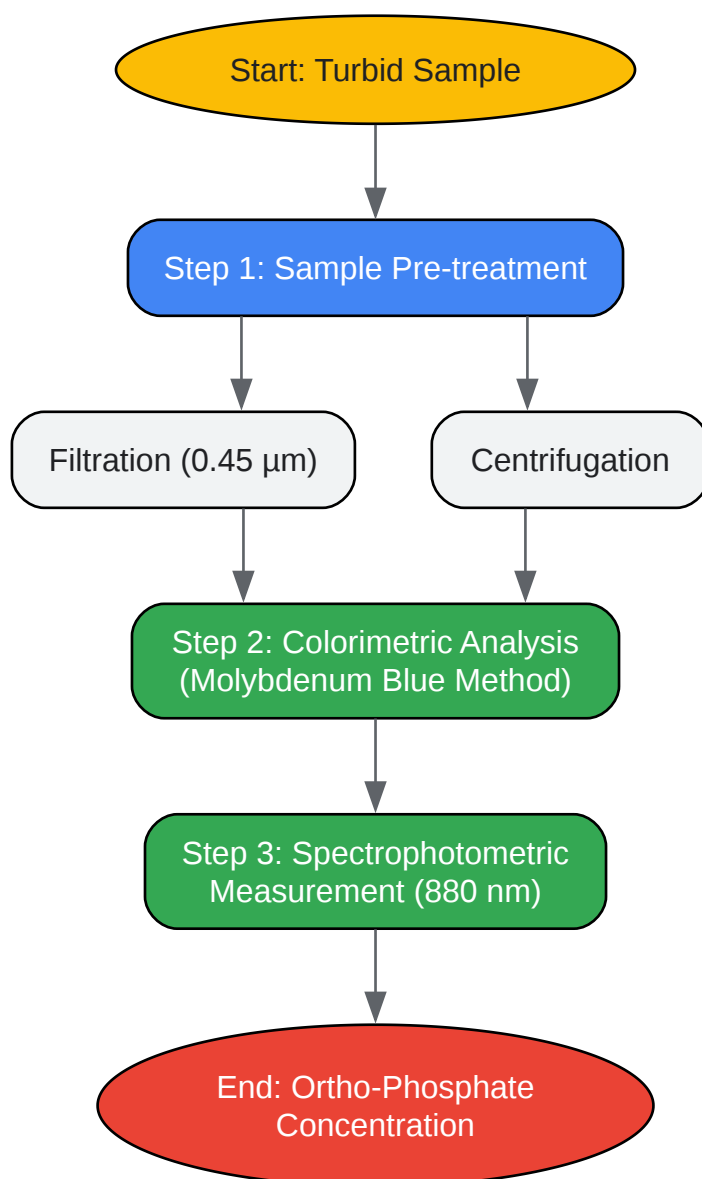 Start: Turbid Sample
Step 1: Sample Pre-treatment
Filtration (0.45 µm)
Centrifugation
Step 2: Colorimetric Analysis
(Molybdenum Blue Method)
Step 3: Spectrophotometric
Measurement (880 nm)
End: Ortho-Phosphate
Concentration